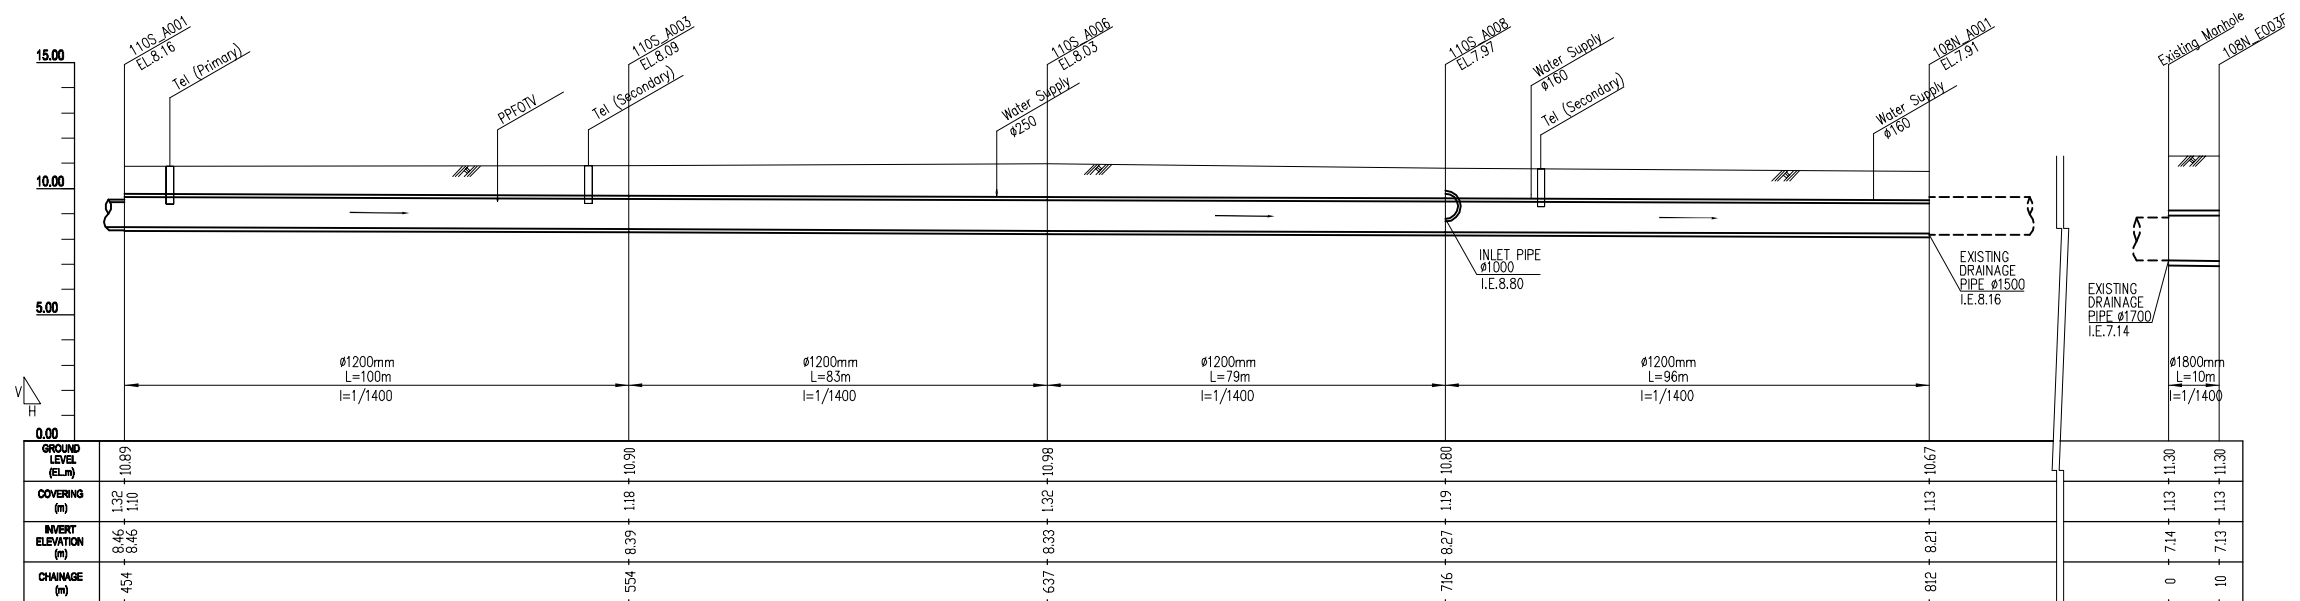 110S_A001
EL.8.16
Tel (Primary)
PPFOTV
110S_A003
EL.8.09
Tel (Secondary)
110S_A006
EL.8.03
Water Supply
ø250
110S_A008
EL.7.97
Water Supply
ø160
Tel (Secondary)
108N_A001
EL.7.91
Water Supply
ø160
Existing Manhole
108N_E003F
15.00
10.00
5.00
0.00
V
H
INLET PIPE
ø1000
I.E.8.80
EXISTING
DRAINAGE
PIPE ø1500
I.E.8.16
EXISTING
DRAINAGE
PIPE ø1700
I.E.7.14
ø1200mm
L=100m
I=1/1400
ø1200mm
L=83m
I=1/1400
ø1200mm
L=79m
I=1/1400
ø1200mm
L=96m
I=1/1400
ø1800mm
L=10m
I=1/1400
GROUND
LEVEL
(EL.m)
10.89
10.90
10.98
10.80
10.67
11.30
11.30
COVERING
(m)
1.32
1.10
1.18
1.32
1.19
1.13
1.13
1.13
INVERT
ELEVATION
(m)
8.46
8.46
8.39
8.33
8.27
8.21
7.14
7.13
CHAINAGE
(m)
454
554
637
716
812
0
10